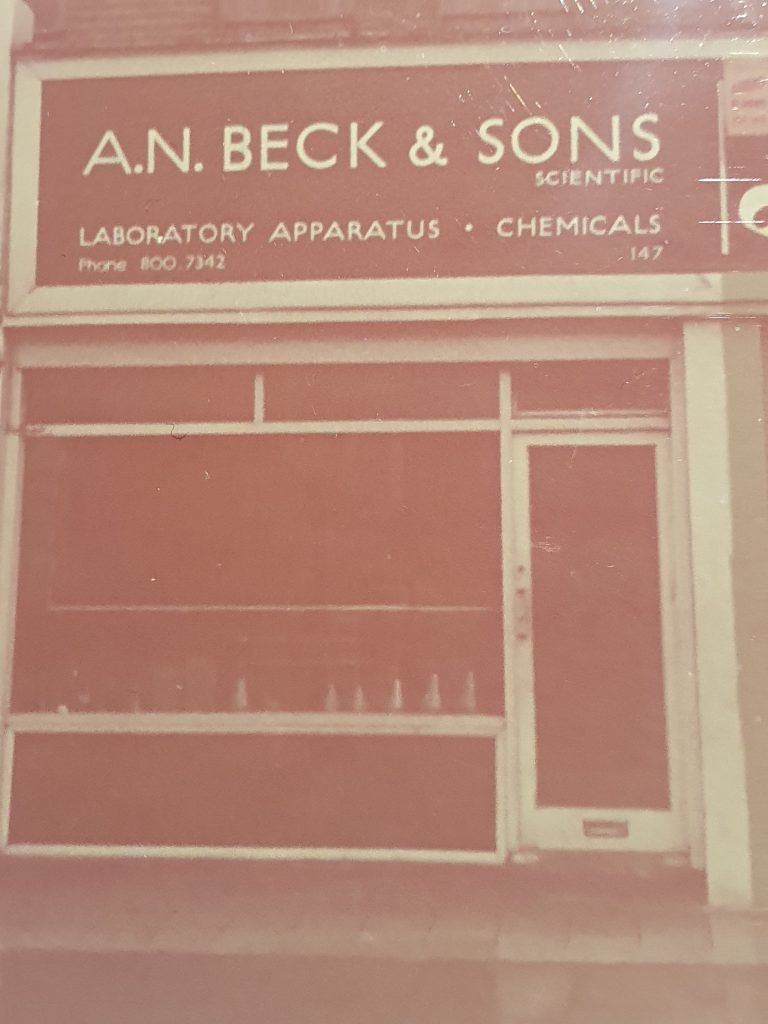 A.N. BECK & SONS
SCIENTIFIC
LABORATORY APPARATUS • CHEMICALS
Phone 800 7342
147